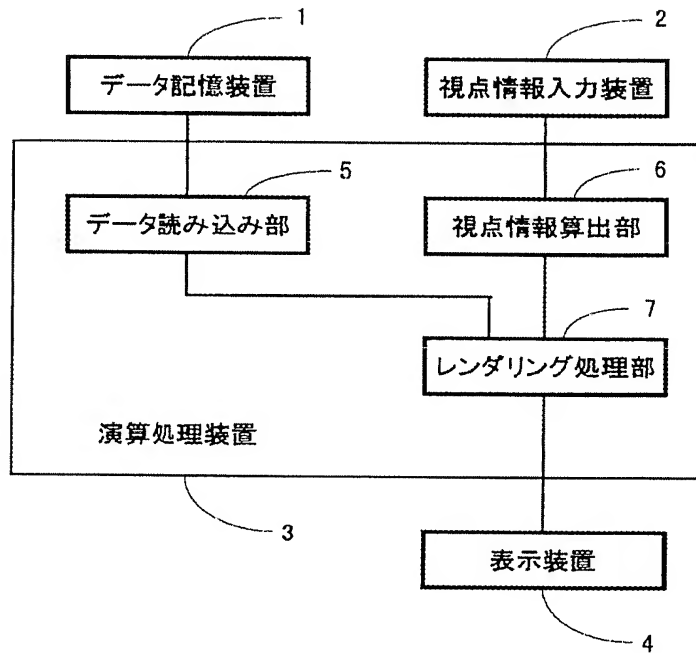 1
2
データ記憶装置
視点情報入力装置
5
6
データ読み込み部
視点情報算出部
7
レンダリング処理部
演算処理装置
3
表示装置
4